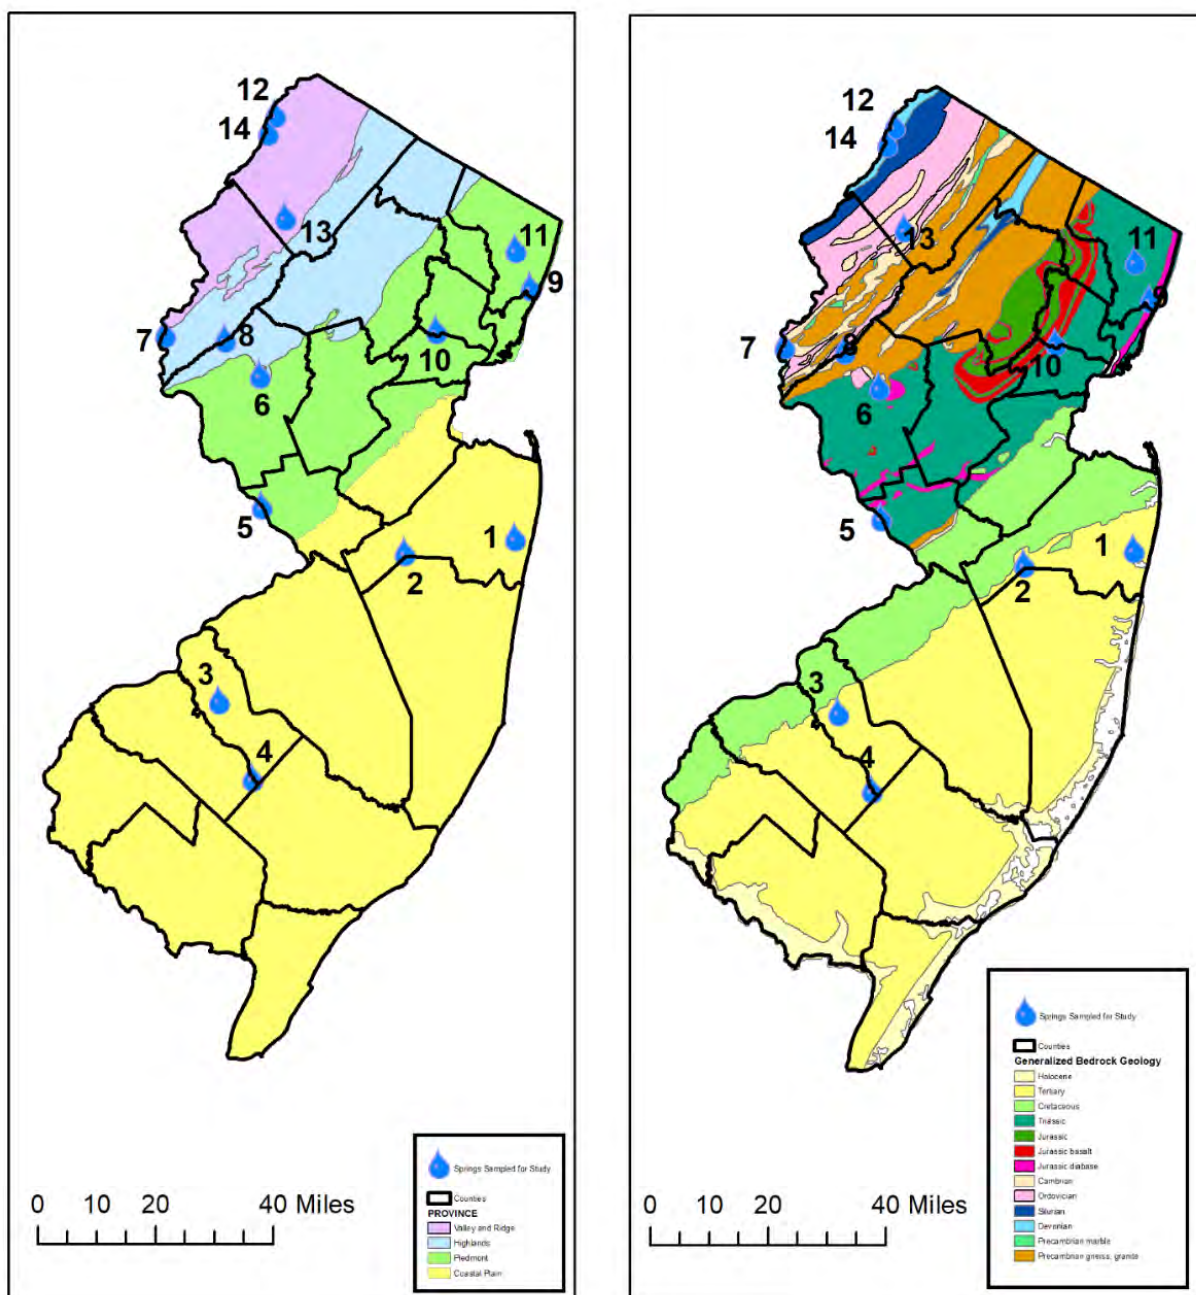 12
14
13
11
9
7
8
10
6
5
1
2
3
4
Springs Sampled for Study
Counties
PROVINCE
Valley and Ridge
Highlands
Piedmont
Coastal Plain
0 10 20 40 Miles
12
14
13
11
9
7
8
10
6
5
1
2
3
4
Springs Sampled for Study
Counties
Generalized Bedrock Geology
Holocene
Tertiary
Cretaceous
Triassic
Jurassic
Jurassic basalt
Jurassic diabase
Cambrian
Ordovician
Silurian
Devonian
Precambrian marble
Precambrian gneiss, granite
0 10 20 40 Miles